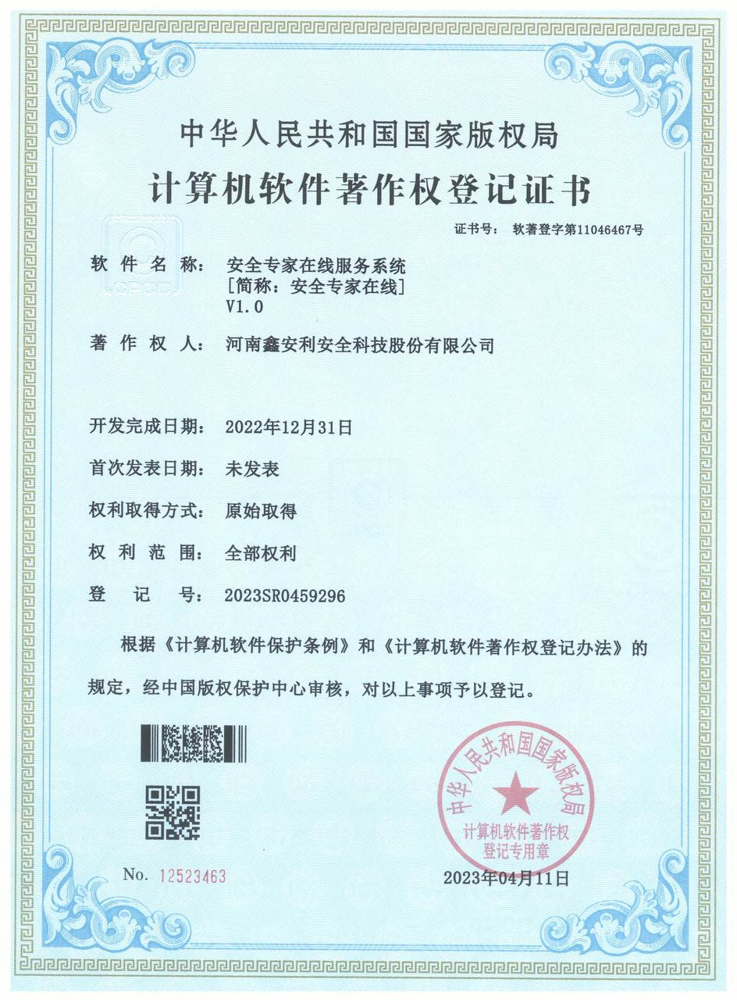 中华人民共和国国家版权局
计算机软件著作权登记证书
证书号： 软著登字第11046467号
软件名称： 安全专家在线服务系统
[简称：安全专家在线]
V1.0
著作权人： 河南鑫安利安全科技股份有限公司
开发完成日期： 2022年12月31日
首次发表日期： 未发表
权利取得方式： 原始取得
权利范围： 全部权利
登记号： 2023SR0459296
根据《计算机软件保护条例》和《计算机软件著作权登记办法》的
规定，经中国版权保护中心审核，对以上事项予以登记。
中华人民共和国国家版权局
计算机软件著作权
登记专用章
No. 12523463
2023年04月11日